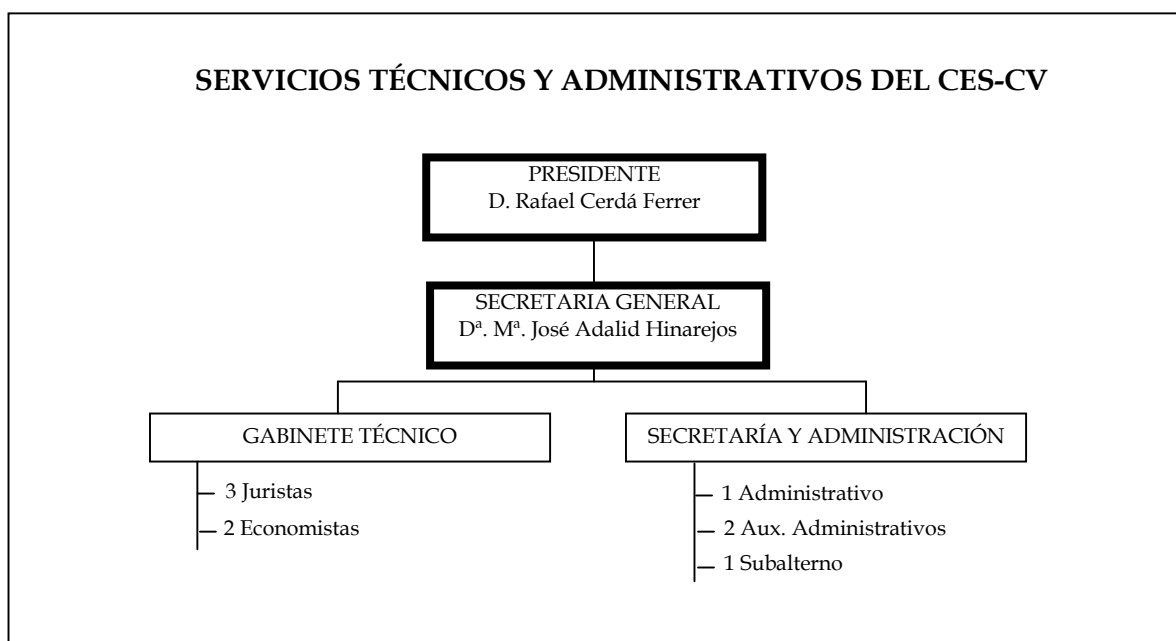 SERVICIOS TÉCNICOS Y ADMINISTRATIVOS DEL CES-CV
PRESIDENTE
D. Rafael Cerdá Ferrer
SECRETARIA GENERAL
Dª. Mª. José Adalid Hinarejos
GABINETE TÉCNICO
3 Juristas
2 Economistas
SECRETARÍA Y ADMINISTRACIÓN
1 Administrativo
2 Aux. Administrativos
1 Subalterno